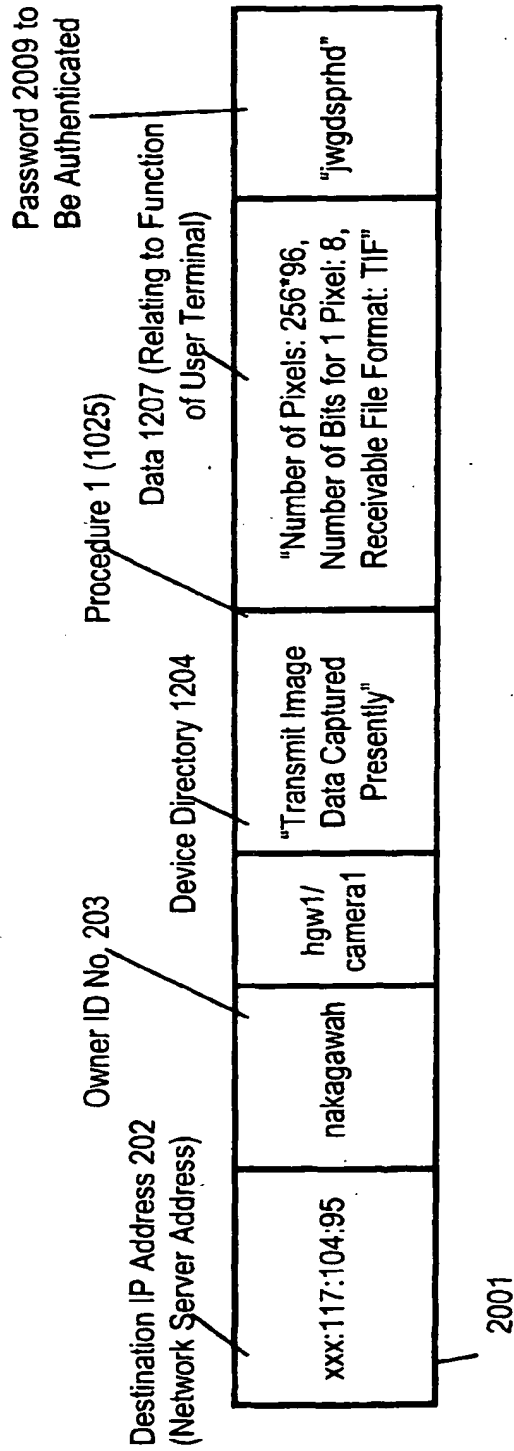 Destination IP Address 202
(Network Server Address)
Owner ID No. 203
Device Directory 1204
Procedure 1 (1025)
Data 1207 (Relating to Function
of User Terminal)
Password 2009 to
Be Authenticated
xxx:117:104:95
nakagawah
hgw1/
camera1
“Transmit Image
Data Captured
Presently”
“Number of Pixels: 256*96,
Number of Bits for 1 Pixel: 8,
Receivable File Format: TIF”
“jwgdsprhd”
2001